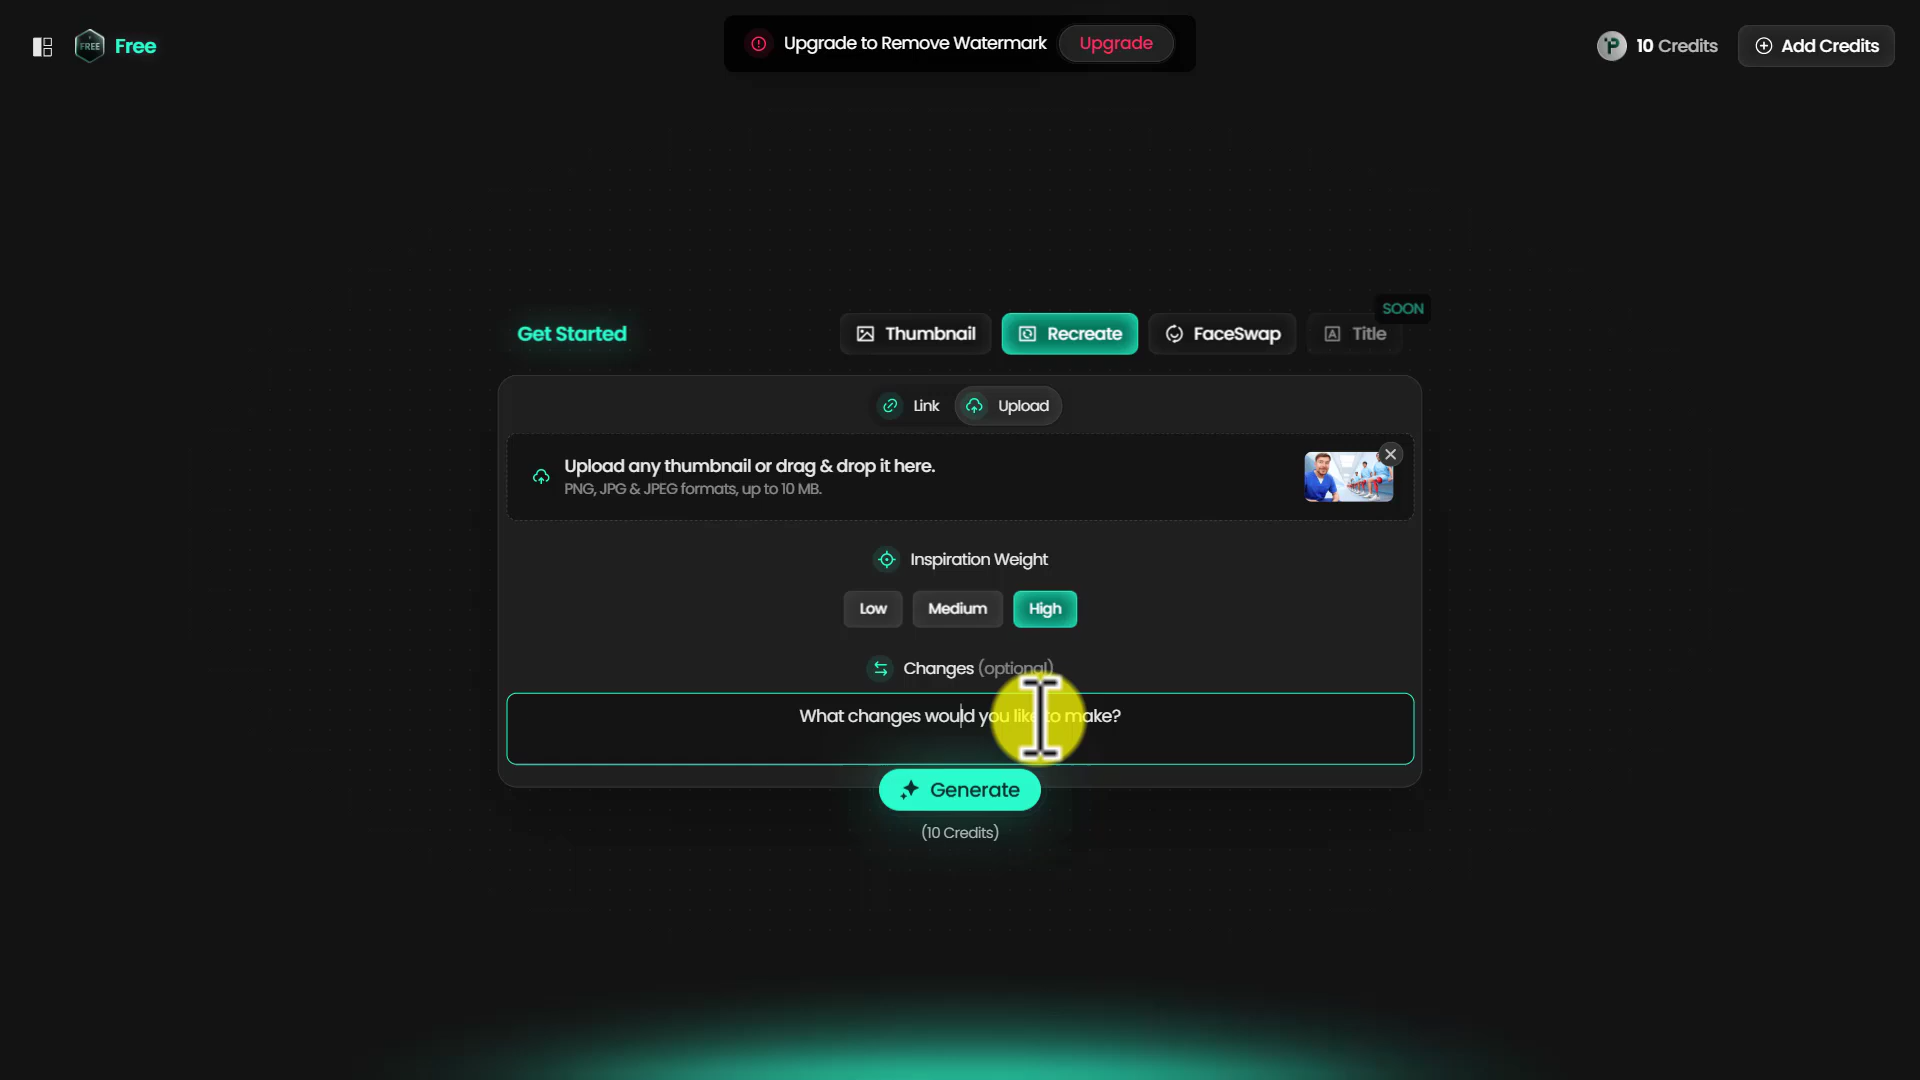 FREE
Free
Upgrade to Remove Watermark
Upgrade
10 Credits
Add Credits
SOON
Get Started
Thumbnail
Recreate
FaceSwap
Title
Link
Upload
Upload any thumbnail or drag & drop it here.
PNG, JPG & JPEG formats, up to 10 MB.
Inspiration Weight
Low
Medium
High
Changes (optional)
What changes would you like to make?
Generate
(10 Credits)